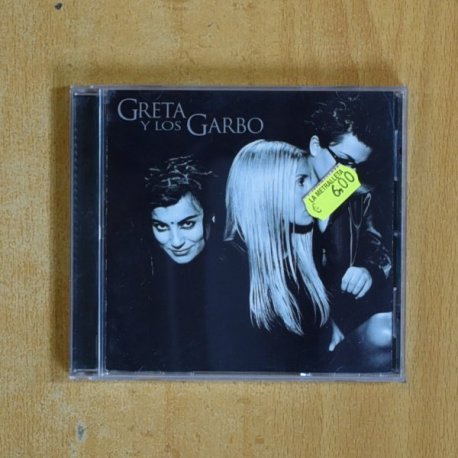 GRETA
Y LOS GARBO
LA METRALLETA
€ 6,00